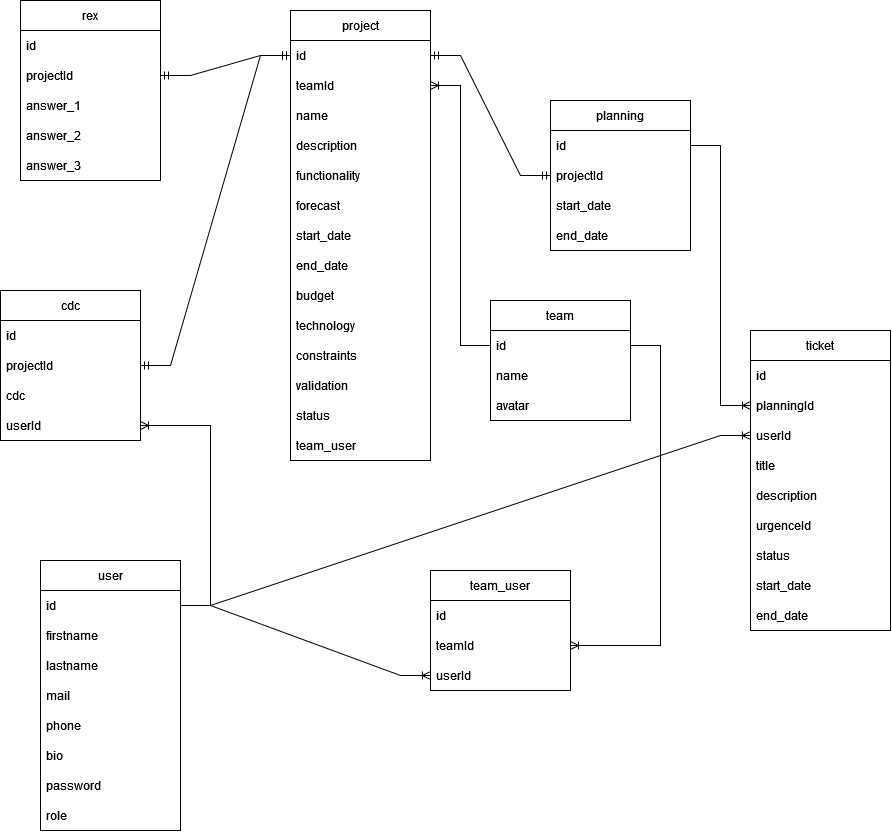 rex
id
projectId
answer_1
answer_2
answer_3
project
id
teamId
name
description
functionality
forecast
start_date
end_date
budget
technology
constraints
validation
status
team_user
planning
id
projectId
start_date
end_date
cdc
id
projectId
cdc
userId
team
id
name
avatar
ticket
id
planningId
userId
title
description
urgenceId
status
start_date
end_date
user
id
firstname
lastname
mail
phone
bio
password
role
team_user
id
teamId
userId